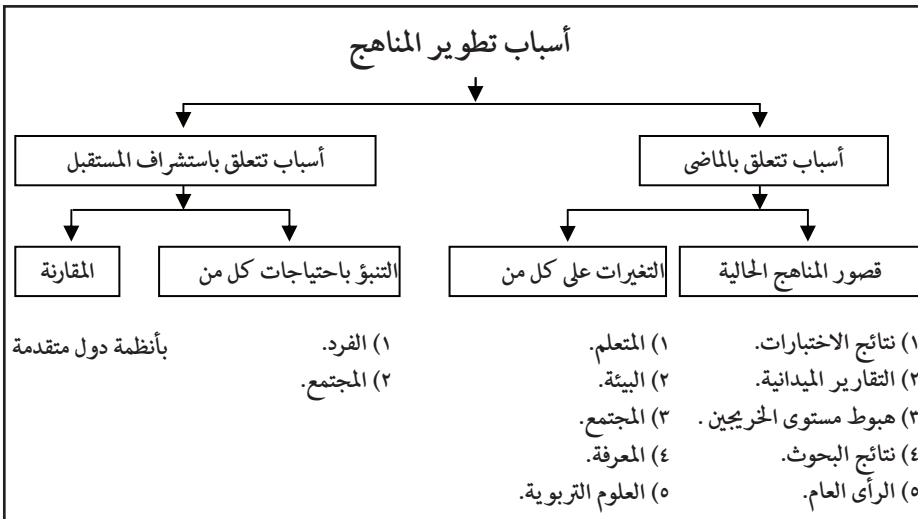 أسباب تطوير المناهج
أسباب تتعلق بالماضى
أسباب تتعلق باستشراف المستقبل
قصور المناهج الحالية
التغيرات على كل من
التنبؤ باحتياجات كل من
المقارنة
١) نتائج الاختبارات.
٢) التقارير الميدانية.
٣) هبوط مستوى الخريجين .
٤) نتائج البحوث.
٥) الرأى العام.
١) المتعلم.
٢) البيئة.
٣) المجتمع.
٤) المعرفة.
٥) العلوم التربوية.
١) الفرد.
٢) المجتمع.
بأنظمة دول متقدمة